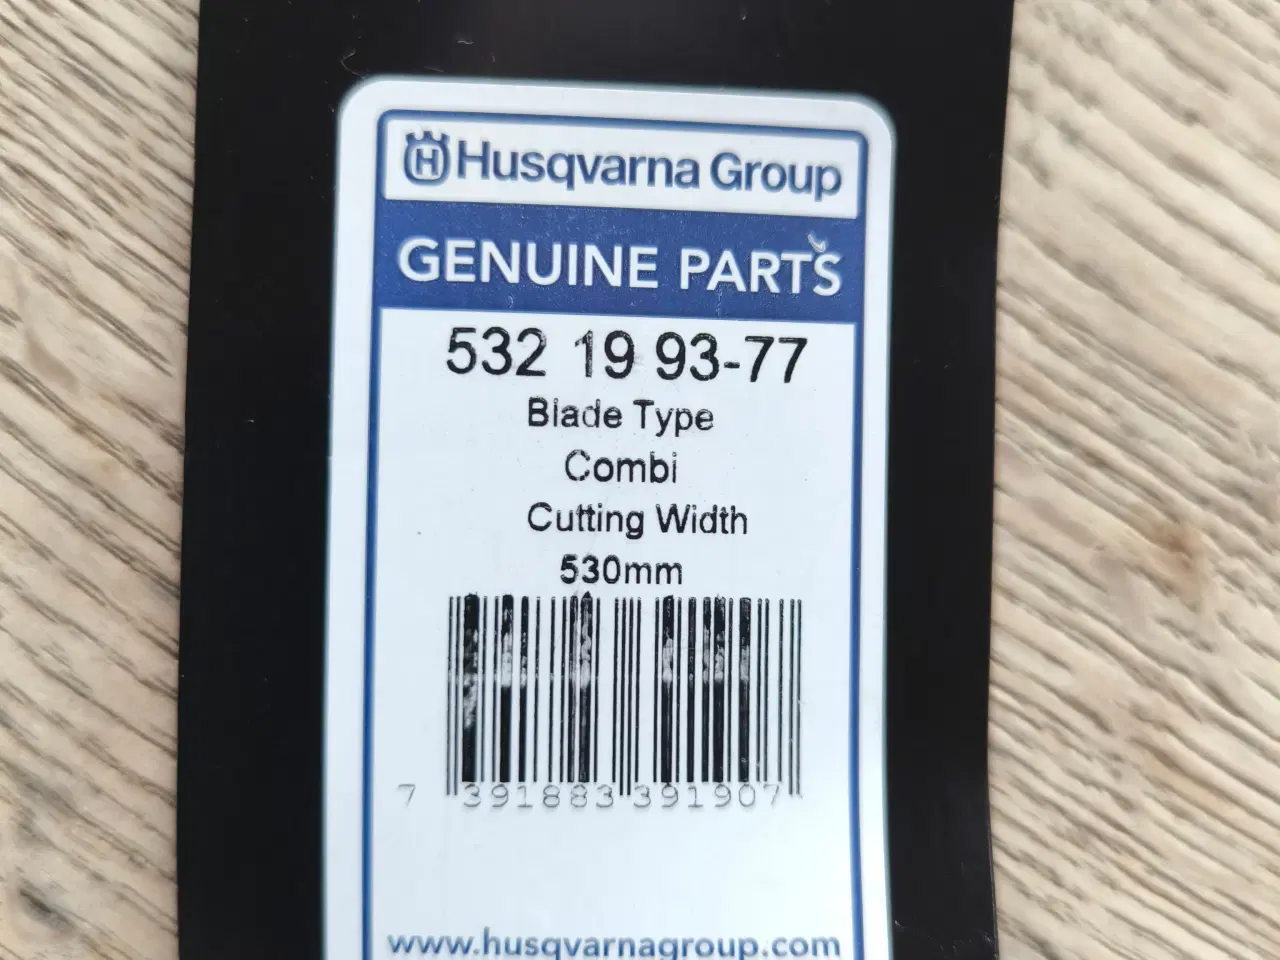 H Husqvarna Group
GENUINE PARTS
532 19 93-77
Blade Type
Combi
Cutting Width
530mm
7 391883 391907
www.husqvarnagroup.com